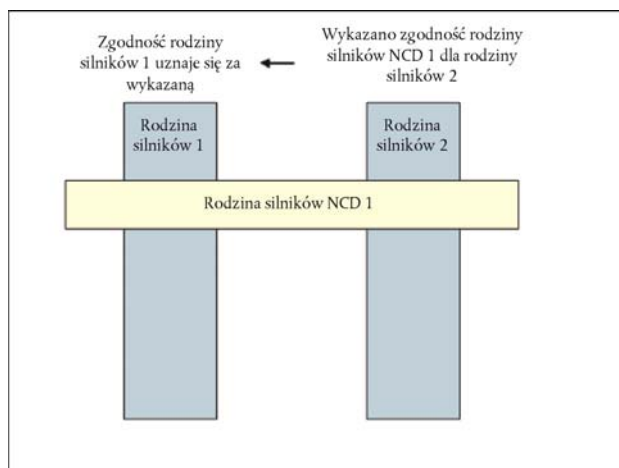 Zgodność rodziny
silników 1 uznaje się za
wykazaną
Wykazano zgodność rodziny
silników NCD 1 dla rodziny
silników 2
Rodzina
silników 1
Rodzina
silników 2
Rodzina silników NCD 1